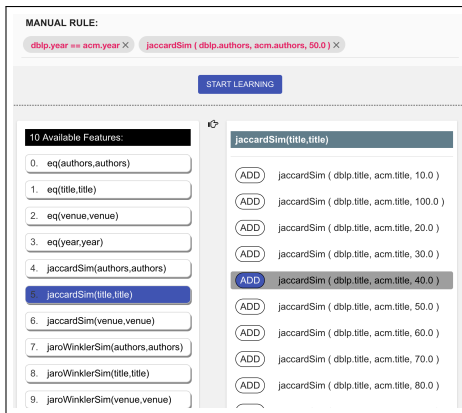 MANUAL RULE:
dblp.year == acm.year ×  jaccardSim ( dblp.authors, acm.authors, 50.0 ) ×
START LEARNING
10 Available Features:
0. eq(authors,authors)
1. eq(title,title)
2. eq(venue,venue)
3. eq(year,year)
4. jaccardSim(authors,authors)
5. jaccardSim(title,title)
6. jaccardSim(venue,venue)
7. jaroWinklerSim(authors,authors)
8. jaroWinklerSim(title,title)
9. jaroWinklerSim(venue,venue)
jaccardSim(title,title)
ADD jaccardSim ( dblp.title, acm.title, 10.0 )
ADD jaccardSim ( dblp.title, acm.title, 100.0 )
ADD jaccardSim ( dblp.title, acm.title, 20.0 )
ADD jaccardSim ( dblp.title, acm.title, 30.0 )
ADD jaccardSim ( dblp.title, acm.title, 40.0 )
ADD jaccardSim ( dblp.title, acm.title, 50.0 )
ADD jaccardSim ( dblp.title, acm.title, 60.0 )
ADD jaccardSim ( dblp.title, acm.title, 70.0 )
ADD jaccardSim ( dblp.title, acm.title, 80.0 )